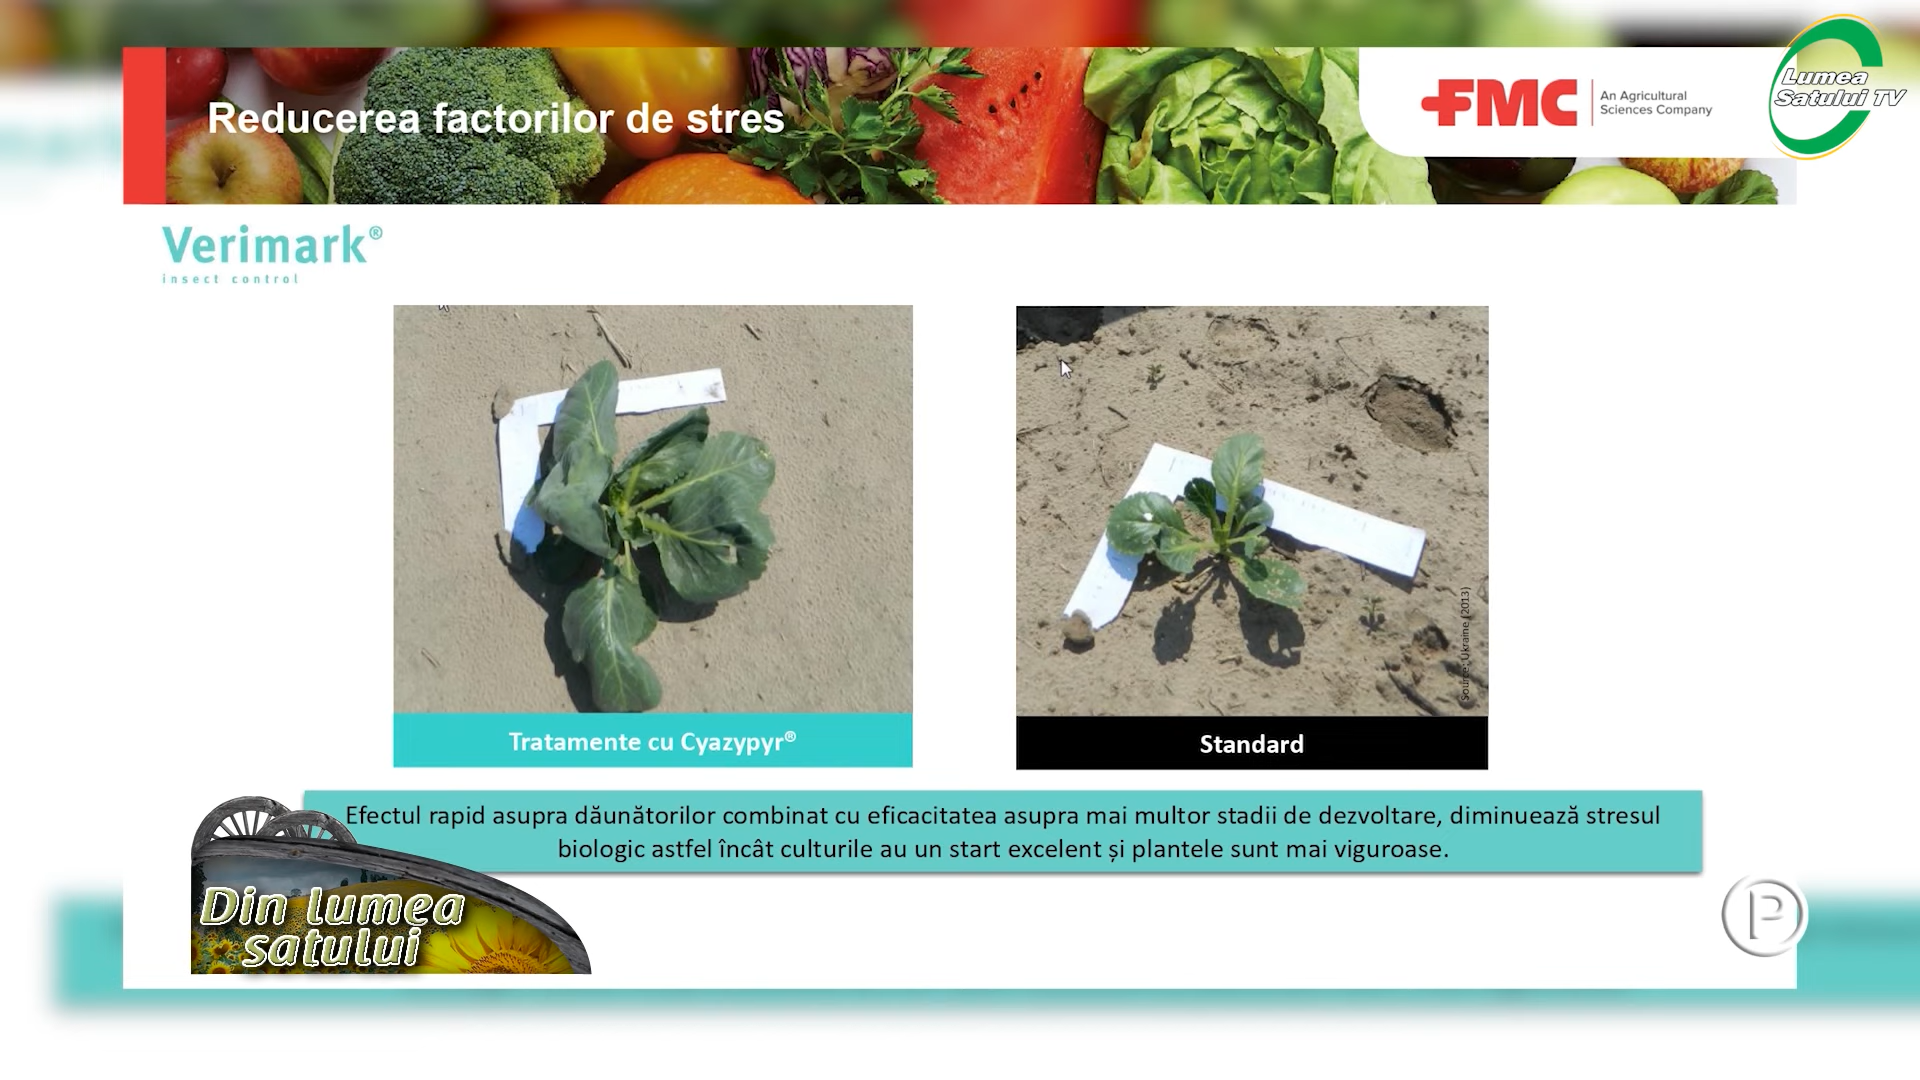 Reducerea factorilor de stres
FMC
An Agricultural
Sciences Company
Lumea
Satului TV
Verimark®
insect control
Source: Ukraine (2013)
Tratamente cu Cyazypyr®
Standard
Efectul rapid asupra dăunătorilor combinat cu eficacitatea asupra mai multor stadii de dezvoltare, diminuează stresul
biologic astfel încât culturile au un start excelent și plantele sunt mai viguroase.
Din lumea
satului
P